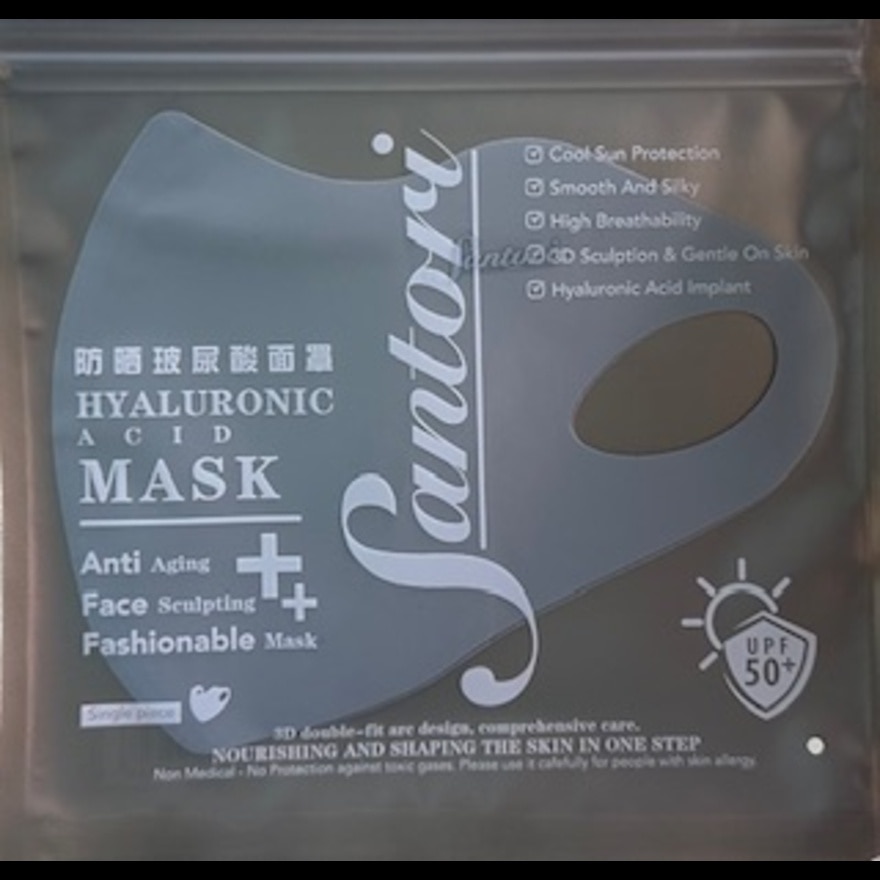 Santori
Cool Sun Protection
Smooth And Silky
High Breathability
3D Sculption & Gentle On Skin
Hyaluronic Acid Implant
Santori
防晒玻尿酸面罩
HYALURONIC
ACID
MASK
Anti Aging
Face Sculpting
Fashionable Mask
Single piece
UPF
50+
3D double-fit arc design, comprehensive care.
NOURISHING AND SHAPING THE SKIN IN ONE STEP
Non Medical - No Protection against toxic gases. Please use it cafefully for people with skin allergy.